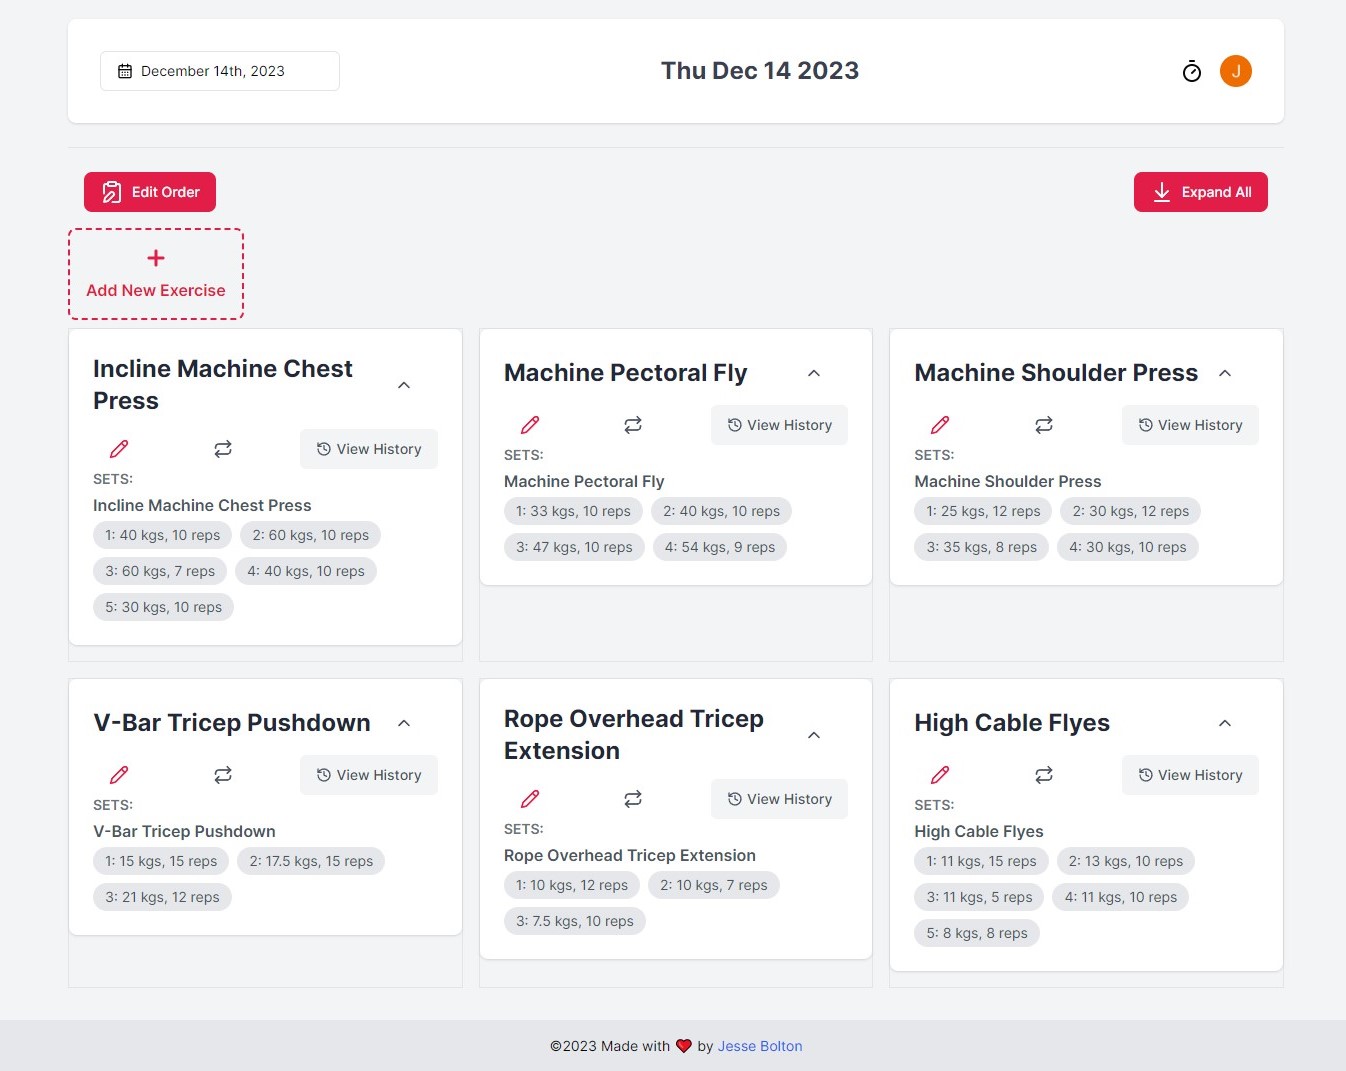 December 14th, 2023
Thu Dec 14 2023
J
Edit Order
Expand All
Add New Exercise
Incline Machine Chest
Press
View History
SETS:
Incline Machine Chest Press
1: 40 kgs, 10 reps
2: 60 kgs, 10 reps
3: 60 kgs, 7 reps
4: 40 kgs, 10 reps
5: 30 kgs, 10 reps
Machine Pectoral Fly
View History
SETS:
Machine Pectoral Fly
1: 33 kgs, 10 reps
2: 40 kgs, 10 reps
3: 47 kgs, 10 reps
4: 54 kgs, 9 reps
Machine Shoulder Press
View History
SETS:
Machine Shoulder Press
1: 25 kgs, 12 reps
2: 30 kgs, 12 reps
3: 35 kgs, 8 reps
4: 30 kgs, 10 reps
V-Bar Tricep Pushdown
View History
SETS:
V-Bar Tricep Pushdown
1: 15 kgs, 15 reps
2: 17.5 kgs, 15 reps
3: 21 kgs, 12 reps
Rope Overhead Tricep
Extension
View History
SETS:
Rope Overhead Tricep Extension
1: 10 kgs, 12 reps
2: 10 kgs, 7 reps
3: 7.5 kgs, 10 reps
High Cable Flyes
View History
SETS:
High Cable Flyes
1: 11 kgs, 15 reps
2: 13 kgs, 10 reps
3: 11 kgs, 5 reps
4: 11 kgs, 10 reps
5: 8 kgs, 8 reps
©2023 Made with ❤️ by Jesse Bolton